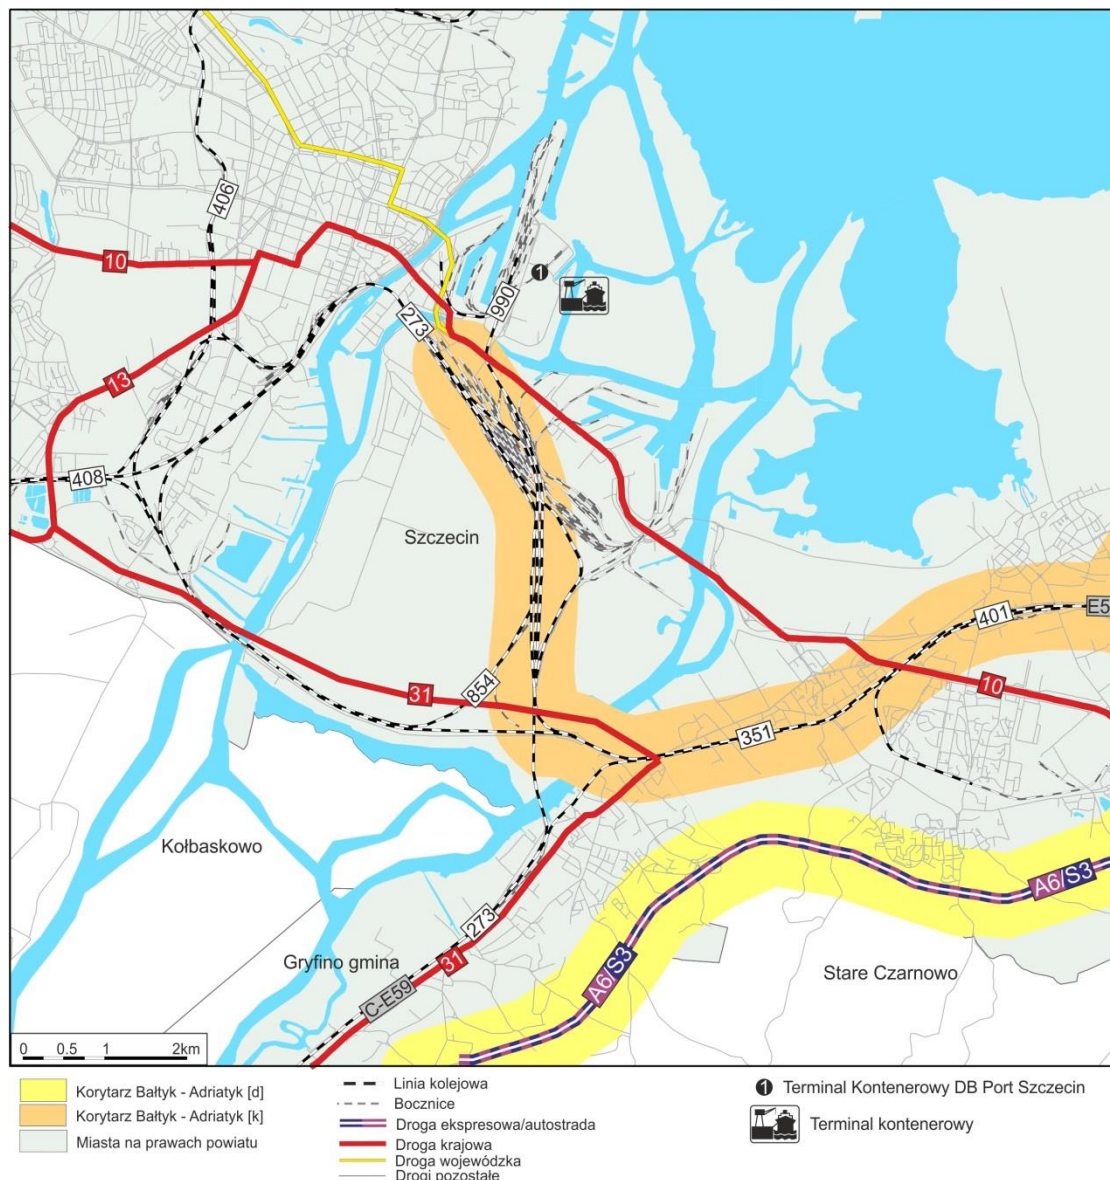 406
10
1
990
273
13
408
Szczecin
401
E5
854
31
10
351
Kołbaskowo
A6/S3
273
Gryfino gmina
31
Stare Czarnowo
A6/S3
C-E59
0 0.5 1 2km
Korytarz Bałtyk - Adriatyk [d]
Korytarz Bałtyk - Adriatyk [k]
Miasta na prawach powiatu
Linia kolejowa
Bocznice
Droga ekspresowa/autostrada
Droga krajowa
Droga wojewódzka
Drogi pozostałe
1 Terminal Kontenerowy DB Port Szczecin
Terminal kontenerowy